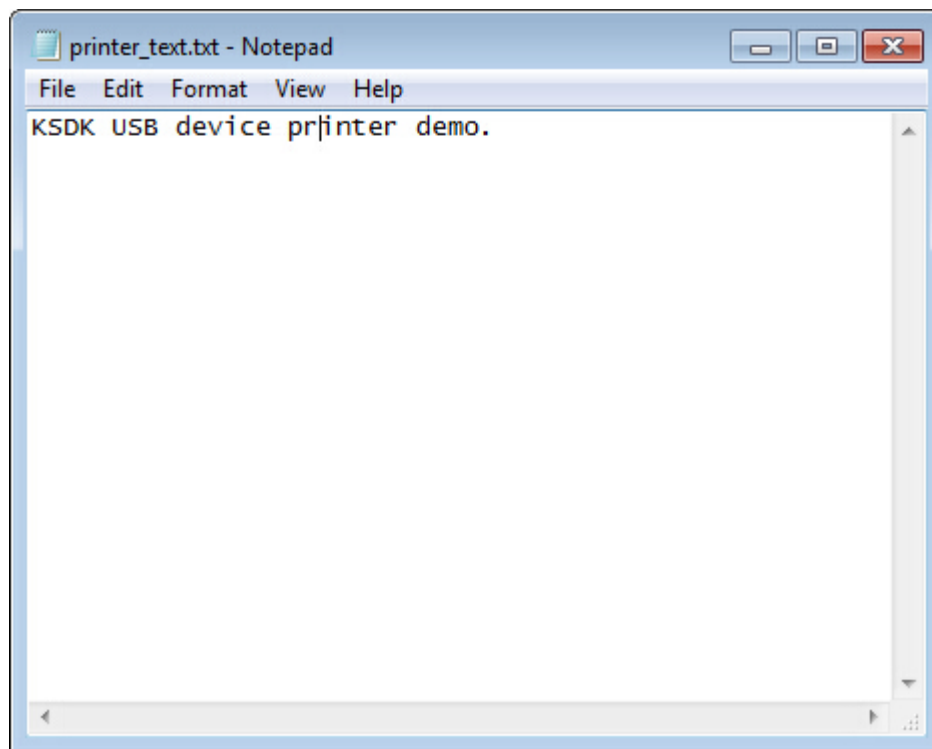 printer_text.txt - Notepad
File Edit Format View Help
KSDK USB device printer demo.